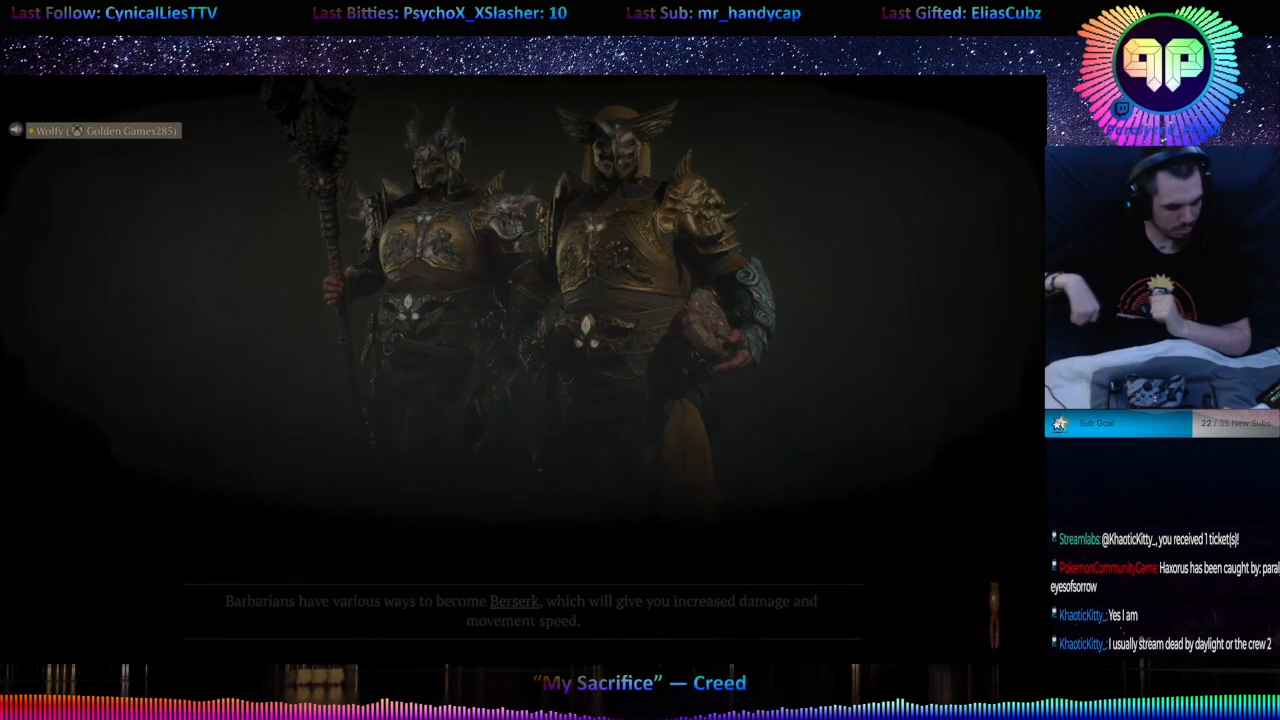 Last Follow: CynicalLiesTTV
Last Bitties: PsychoX_XSlasher: 10
Last Sub: mr_handycap
Last Gifted: EliasCubz
Wolfy ( Golden Games285)
Sub Goal
22 / 35 New Subs
Streamlabs: @KhaoticKitty_, you received 1 ticket(s)!
PokemonCommunityGame: Haxorus has been caught by: paral
eyesofsorrow
KhaoticKitty_: Yes I am
KhaoticKitty_: I usually stream dead by daylight or the crew 2
Barbarians have various ways to become Berserk, which will give you increased damage and
movement speed.
“My Sacrifice” — Creed